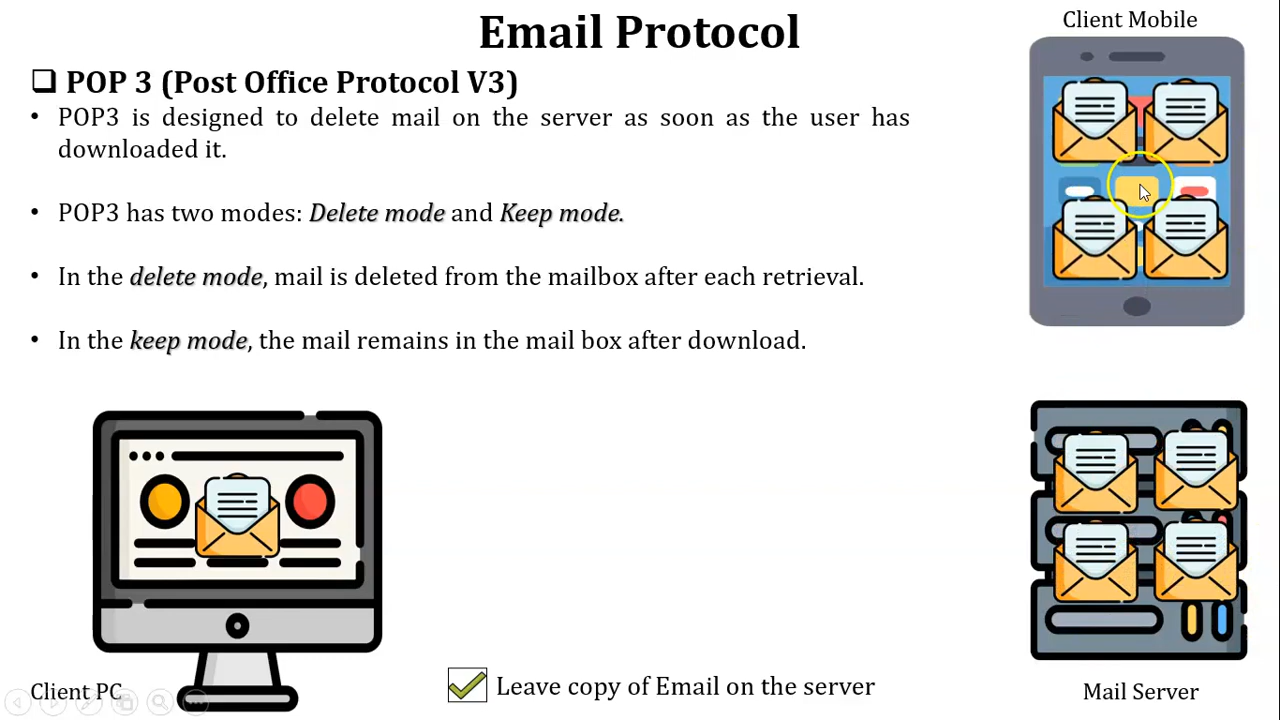 Email Protocol
Client Mobile
❑ POP 3 (Post Office Protocol V3)
• POP3 is designed to delete mail on the server as soon as the user has
downloaded it.
• POP3 has two modes: Delete mode and Keep mode.
• In the delete mode, mail is deleted from the mailbox after each retrieval.
• In the keep mode, the mail remains in the mail box after download.
Client PC
Leave copy of Email on the server
Mail Server